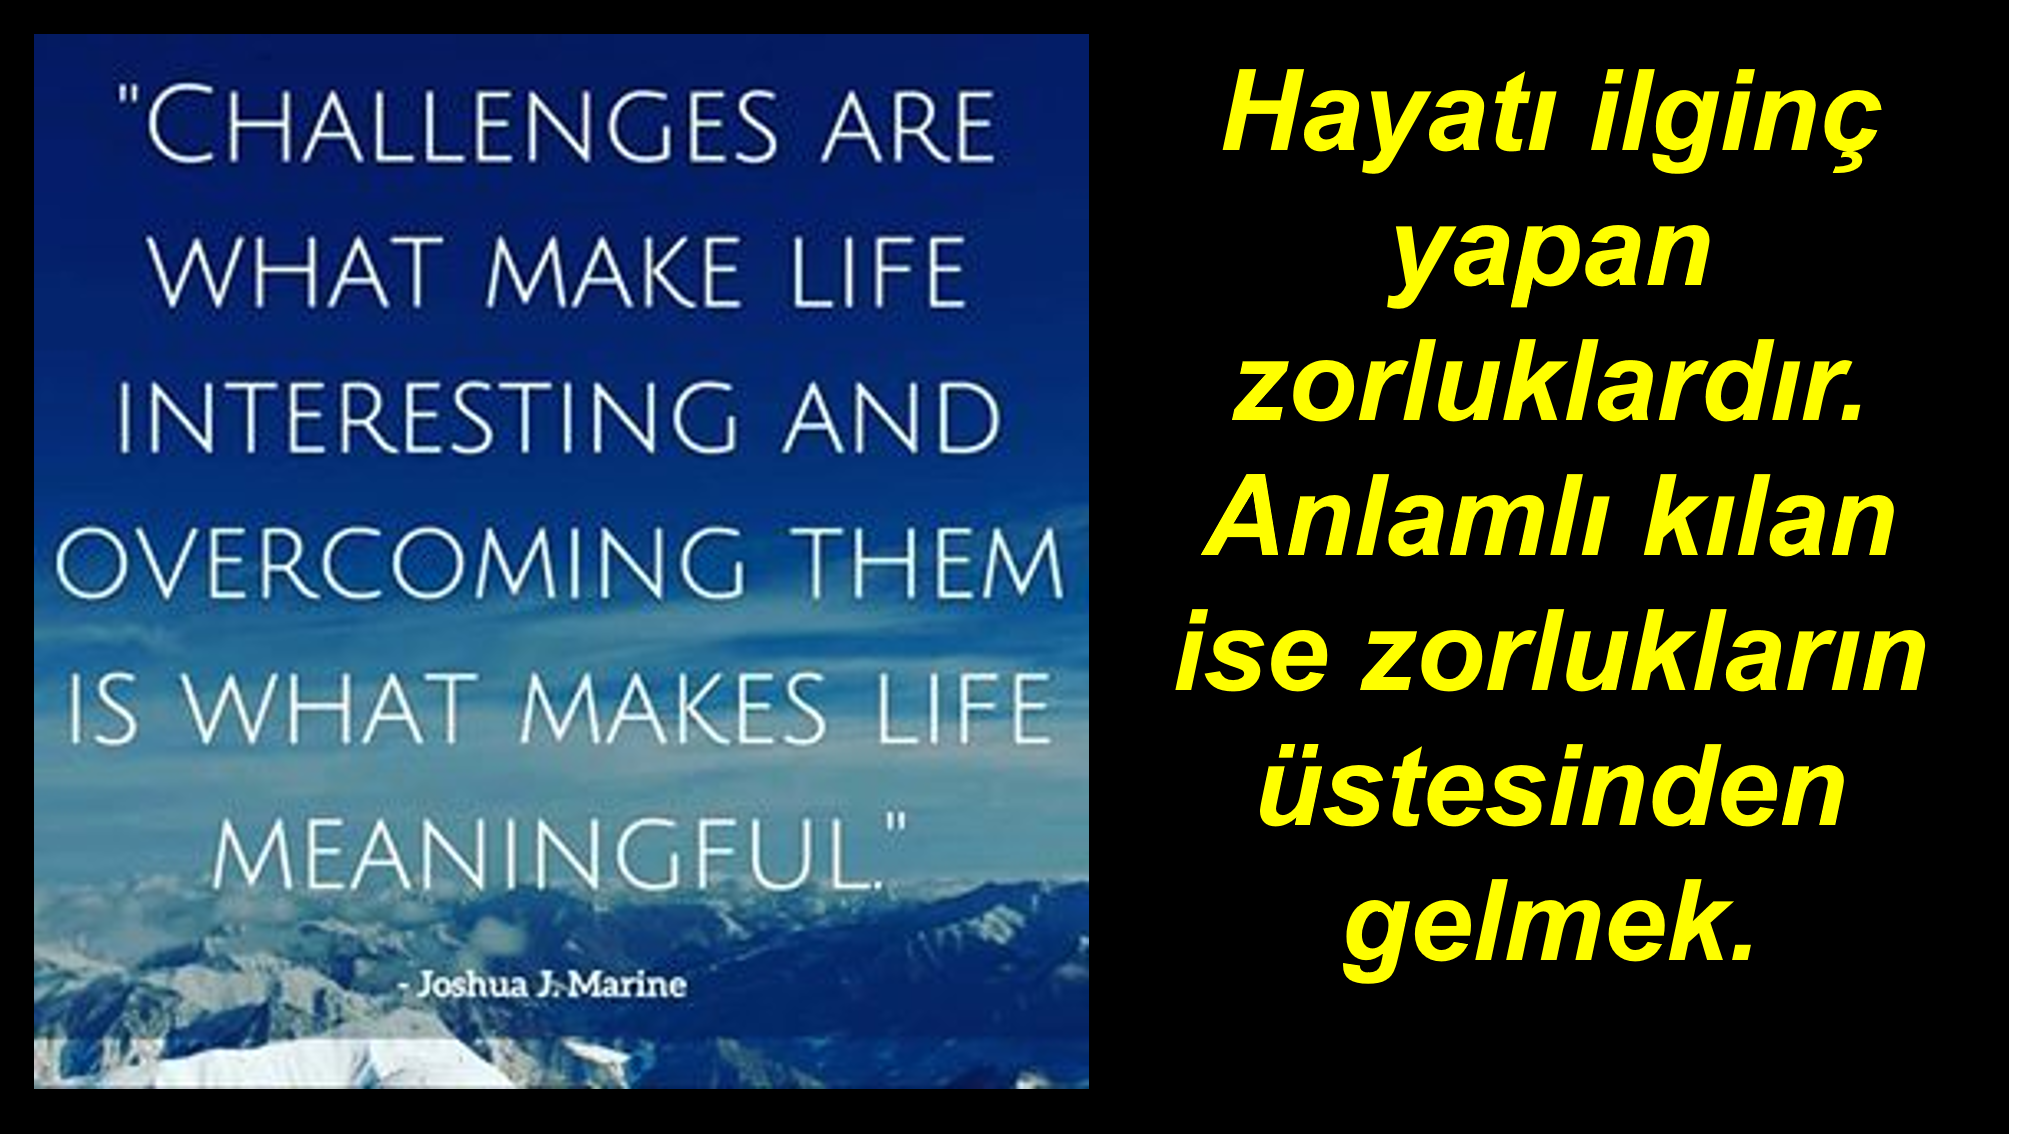 "CHALLENGES ARE
WHAT MAKE LIFE
INTERESTING AND
OVERCOMING THEM
IS WHAT MAKES LIFE
MEANINGFUL."
- Joshua J. Marine
Hayatı ilginç
yapan
zorluklardır.
Anlamlı kılan
ise zorlukların
üstesinden
gelmek.